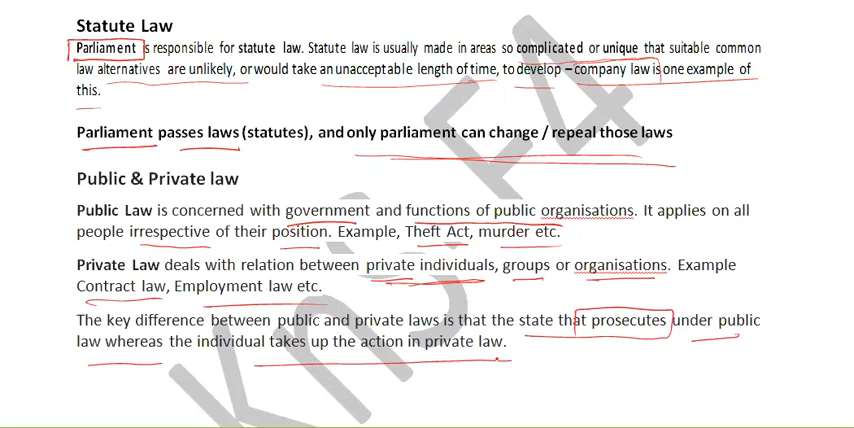 Statute Law
Parliament is responsible for statute law. Statute law is usually made in areas so complicated or unique that suitable common
law alternatives are unlikely, or would take an unacceptable length of time, to develop – company law is one example of
this.
Parliament passes laws (statutes), and only parliament can change / repeal those laws
Public & Private law
Public Law is concerned with government and functions of public organisations. It applies on all
people irrespective of their position. Example, Theft Act, murder etc.
Private Law deals with relation between private individuals, groups or organisations. Example
Contract law, Employment law etc.
The key difference between public and private laws is that the state that prosecutes under public
law whereas the individual takes up the action in private law.